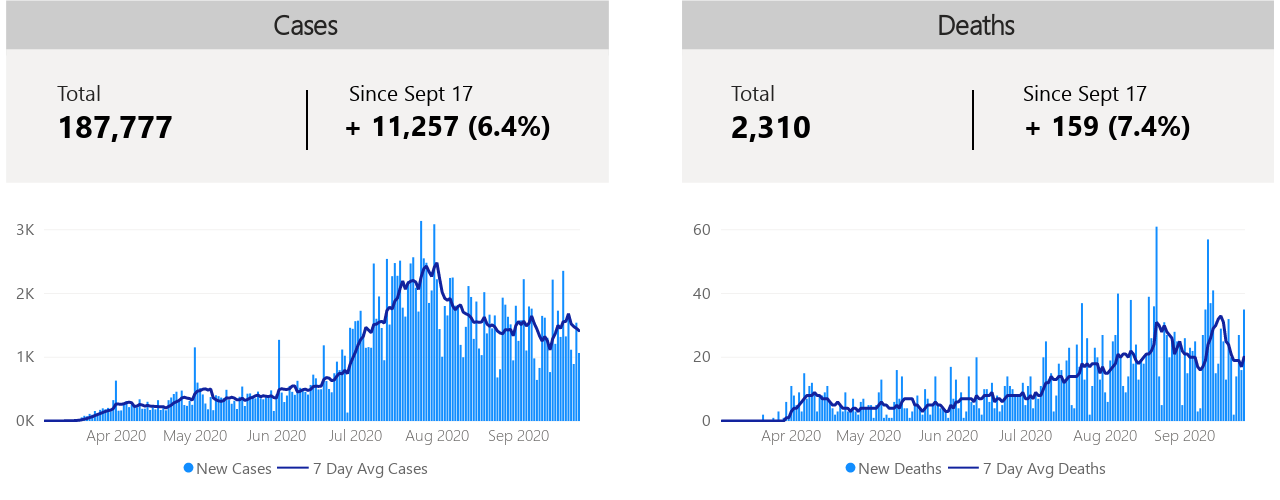 Cases
Total
187,777
Since Sept 17
+ 11,257 (6.4%)
3K
2K
1K
0K
Apr 2020 May 2020 Jun 2020 Jul 2020 Aug 2020 Sep 2020
New Cases 7 Day Avg Cases
Deaths
Total
2,310
Since Sept 17
+ 159 (7.4%)
60
40
20
0
Apr 2020 May 2020 Jun 2020 Jul 2020 Aug 2020 Sep 2020
New Deaths 7 Day Avg Deaths